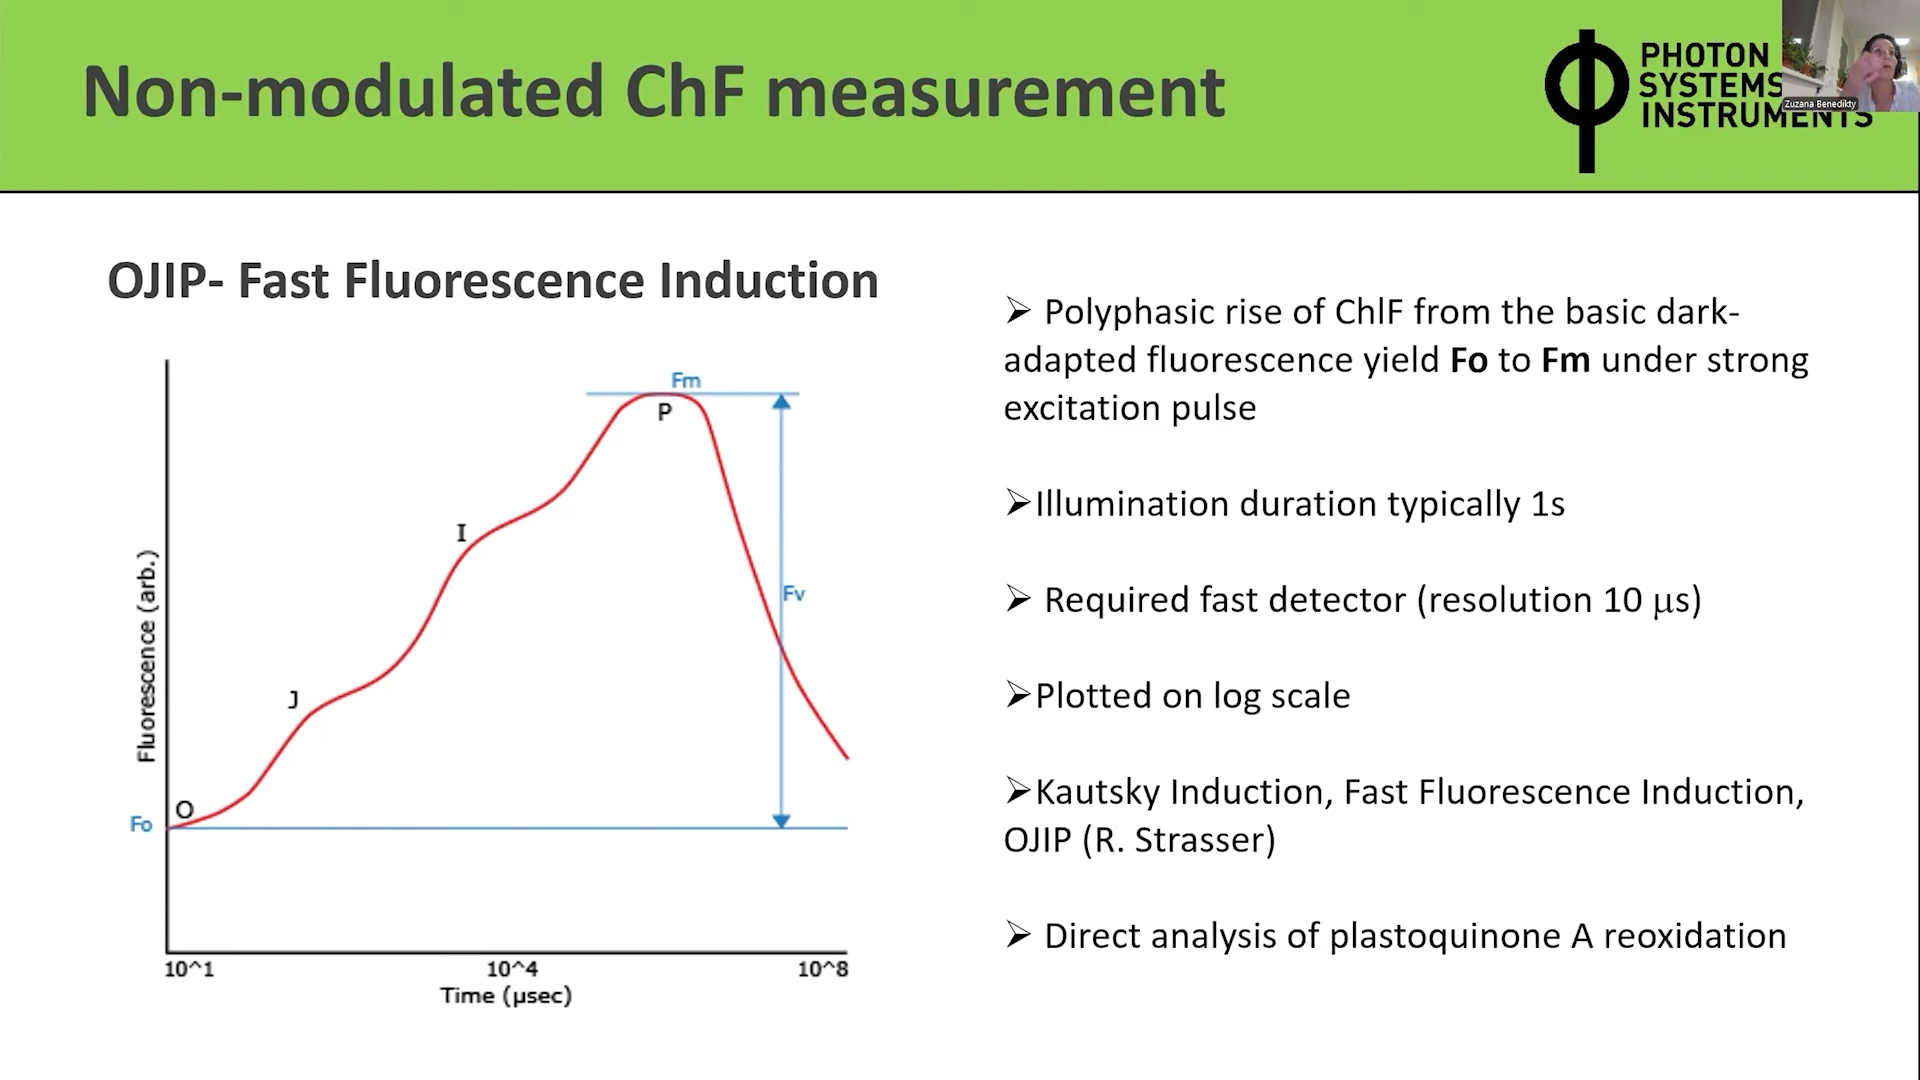 Non-modulated ChF measurement
PHOTON
SYSTEMS
INSTRUMENTS
Zuzana Benedikty
OJIP- Fast Fluorescence Induction
Fm
P
I
Fv
J
O
Fo
Fluorescence (arb.)
10^1 10^4 10^8
Time (µsec)
➢ Polyphasic rise of ChlF from the basic dark-
adapted fluorescence yield Fo to Fm under strong
excitation pulse
➢Illumination duration typically 1s
➢ Required fast detector (resolution 10 µs)
➢Plotted on log scale
➢Kautsky Induction, Fast Fluorescence Induction,
OJIP (R. Strasser)
➢ Direct analysis of plastoquinone A reoxidation